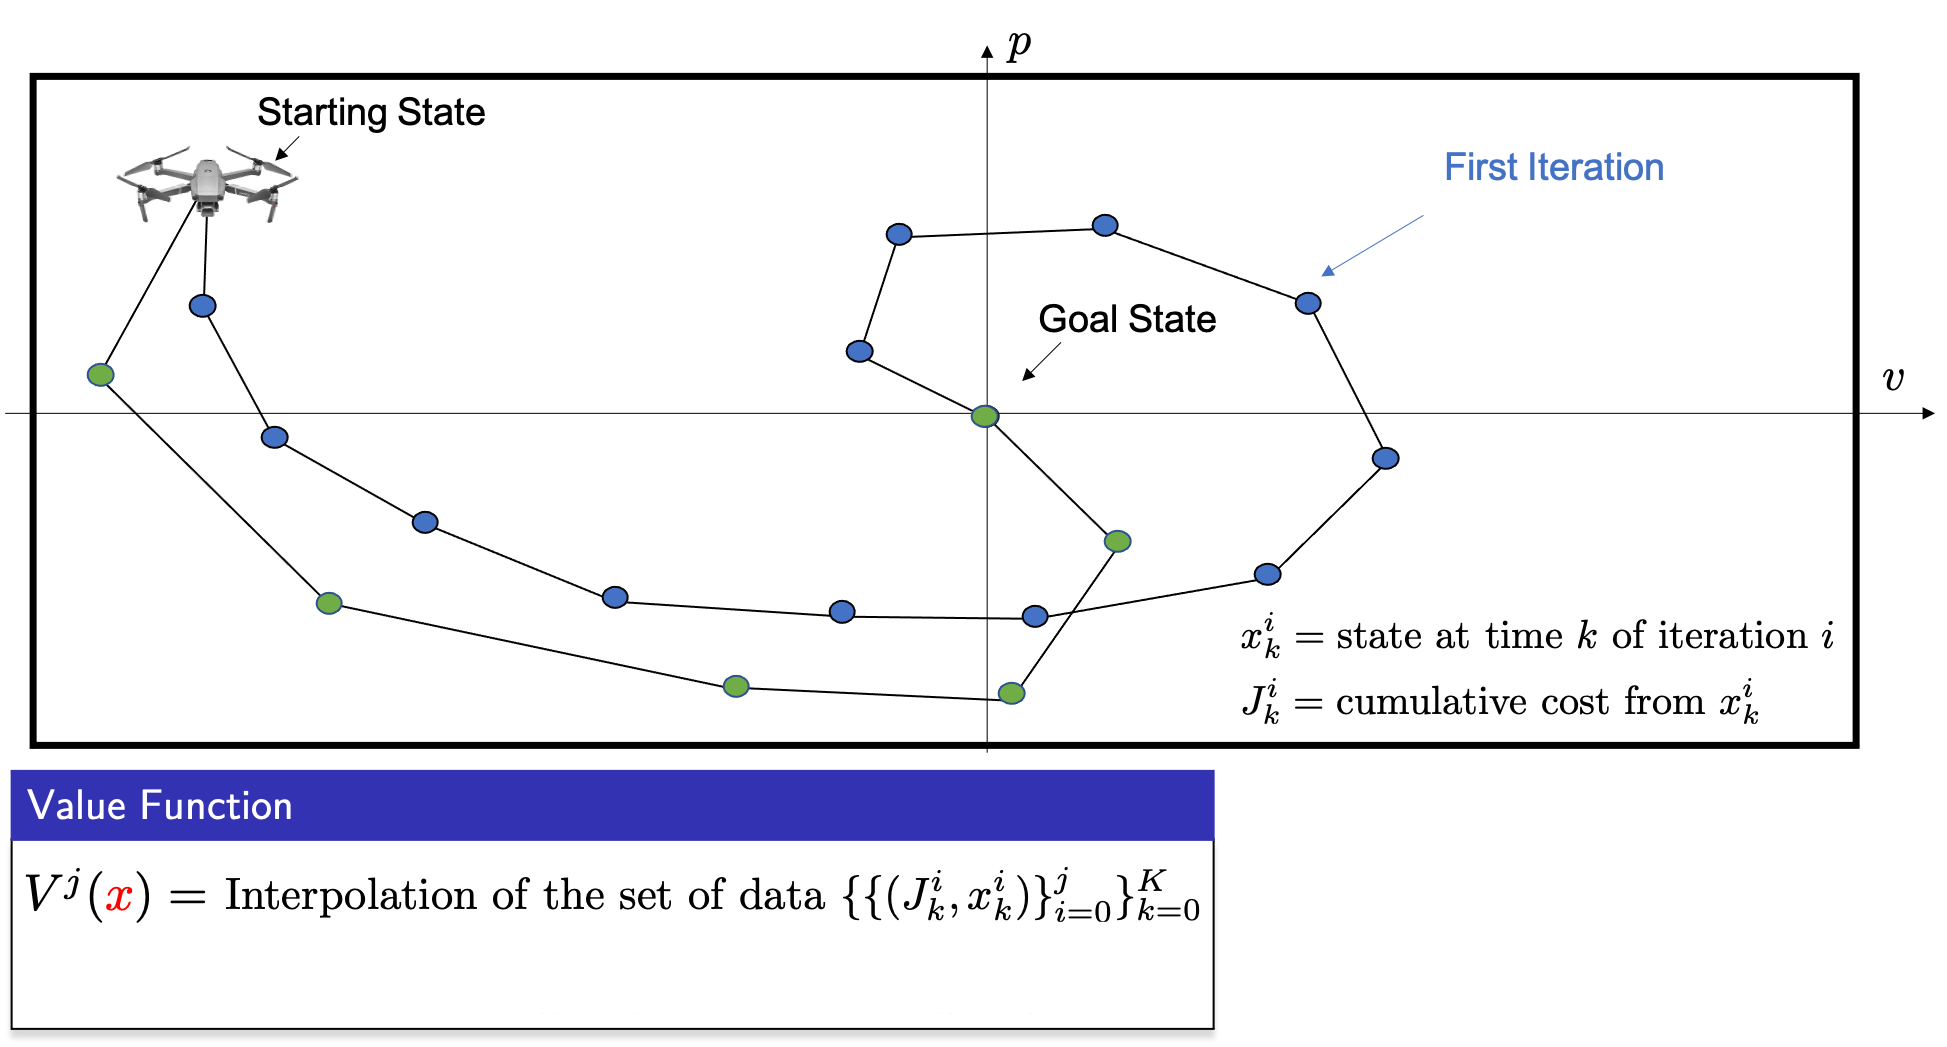 p
Starting State
First Iteration
Goal State
v
$x_k^i$ = state at time $k$ of iteration $i$
$J_k^i$ = cumulative cost from $x_k^i$
Value Function
$V^j(x)$ = Interpolation of the set of data $\{\{(J_k^i, x_k^i)\}_{i=0}^j\}_{k=0}^K$